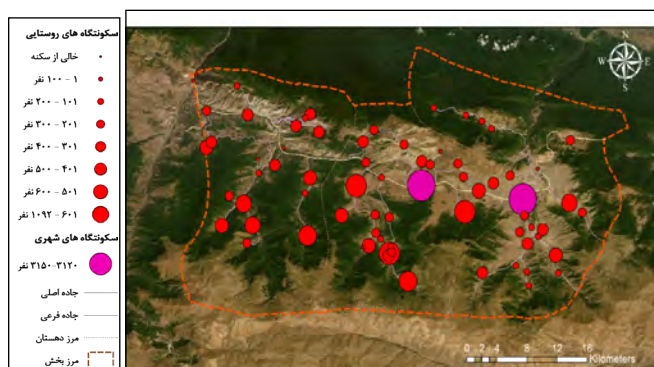 سکونتگاه های روستایی
خالی از سکنه
۱ - ۱۰۰ نفر
۱۰۱ - ۲۰۰ نفر
۲۰۱ - ۳۰۰ نفر
۳۰۱ - ۴۰۰ نفر
۴۰۱ - ۵۰۰ نفر
۵۰۱ - ۶۰۰ نفر
۶۰۱ - ۱۰۹۲ نفر
سکونتگاه های شهری
۳۱۲۰-۳۱۵۰ نفر
جاده اصلی
جاده فرعی
مرز دهستان
مرز بخش
N
W E
S
0 2 4 8 12 16
Kilometers